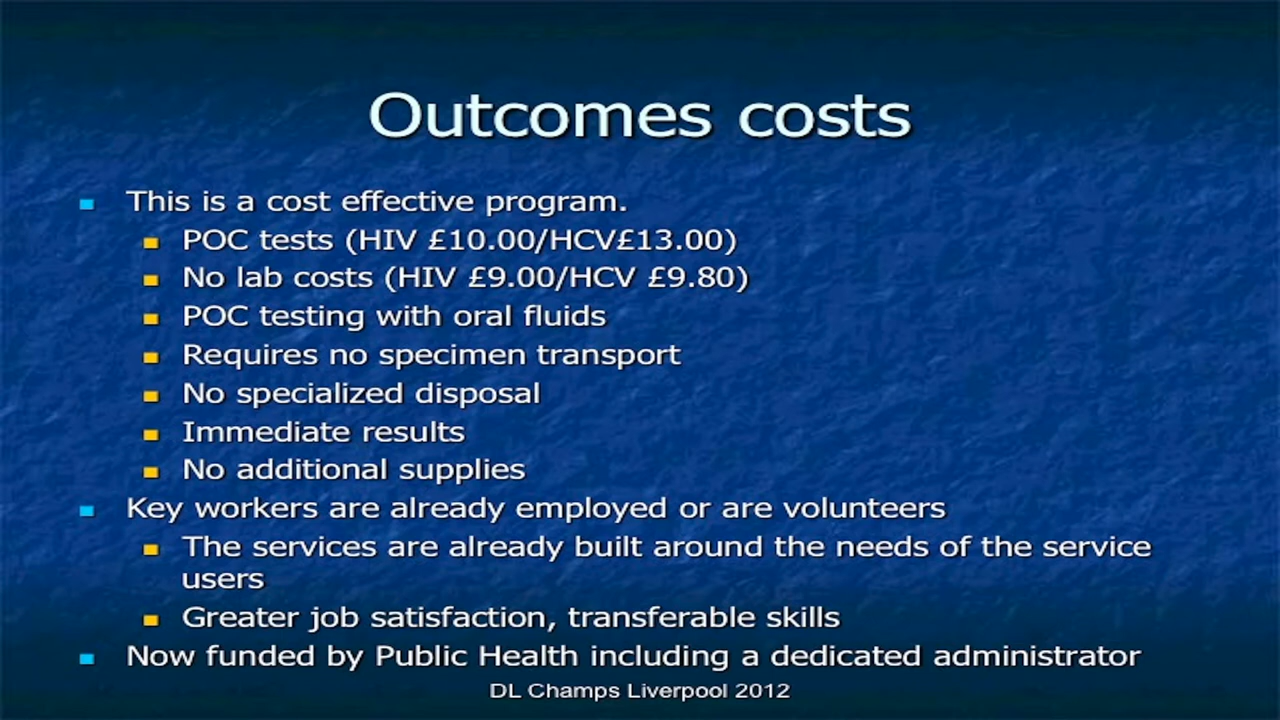 Outcomes costs
This is a cost effective program.
POC tests (HIV £10.00/HCV£13.00)
No lab costs (HIV £9.00/HCV £9.80)
POC testing with oral fluids
Requires no specimen transport
No specialized disposal
Immediate results
No additional supplies
Key workers are already employed or are volunteers
The services are already built around the needs of the service
users
Greater job satisfaction, transferable skills
Now funded by Public Health including a dedicated administrator
DL Champs Liverpool 2012